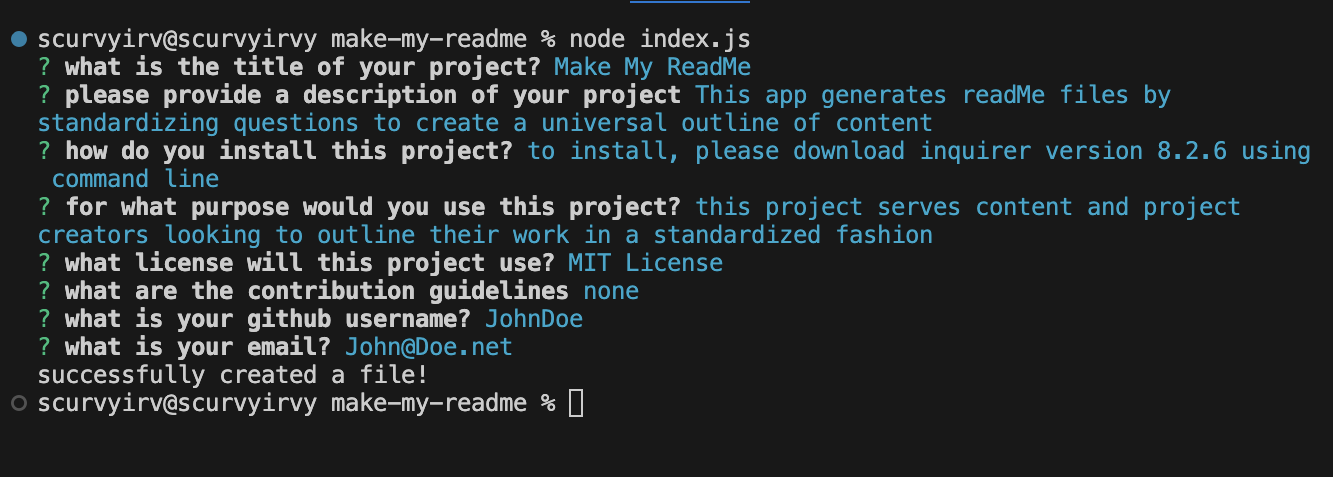 scurvyirv@scurvyirvy make-my-readme % node index.js
? what is the title of your project? Make My ReadMe
? please provide a description of your project This app generates readMe files by
standardizing questions to create a universal outline of content
? how do you install this project? to install, please download inquirer version 8.2.6 using
command line
? for what purpose would you use this project? this project serves content and project
creators looking to outline their work in a standardized fashion
? what license will this project use? MIT License
? what are the contribution guidelines none
? what is your github username? JohnDoe
? what is your email? John@Doe.net
successfully created a file!
scurvyirv@scurvyirvy make-my-readme %